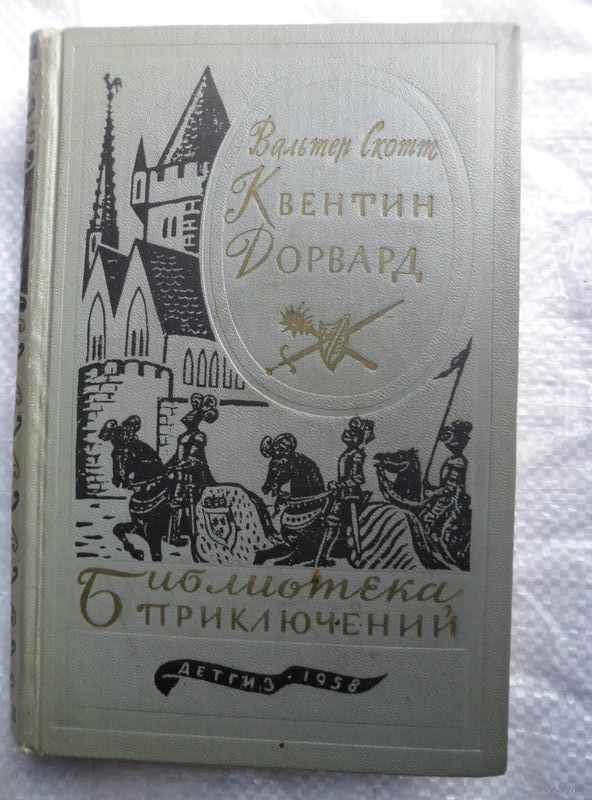 Вальтер Скотт
Квентин
Дорвард
Библиотека
приключений
ДЕТГИЗ · 1958